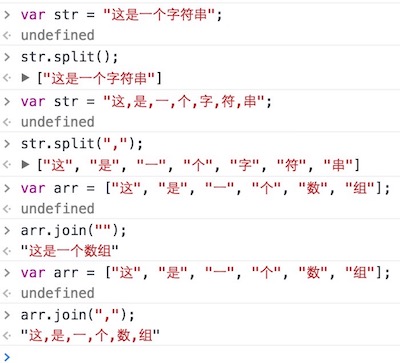 > var str = "这是一个字符串";
<· undefined
> str.split();
<· ▶ ["这是一个字符串"]
> var str = "这,是,一,个,字,符,串";
<· undefined
> str.split(",");
<· ▶ ["这", "是", "一", "个", "字", "符", "串"]
> var arr = ["这", "是", "一", "个", "数", "组"];
<· undefined
> arr.join("");
<· "这是一个数组"
> var arr = ["这", "是", "一", "个", "数", "组"];
<· undefined
> arr.join(",");
<· "这,是,一,个,数,组"
>